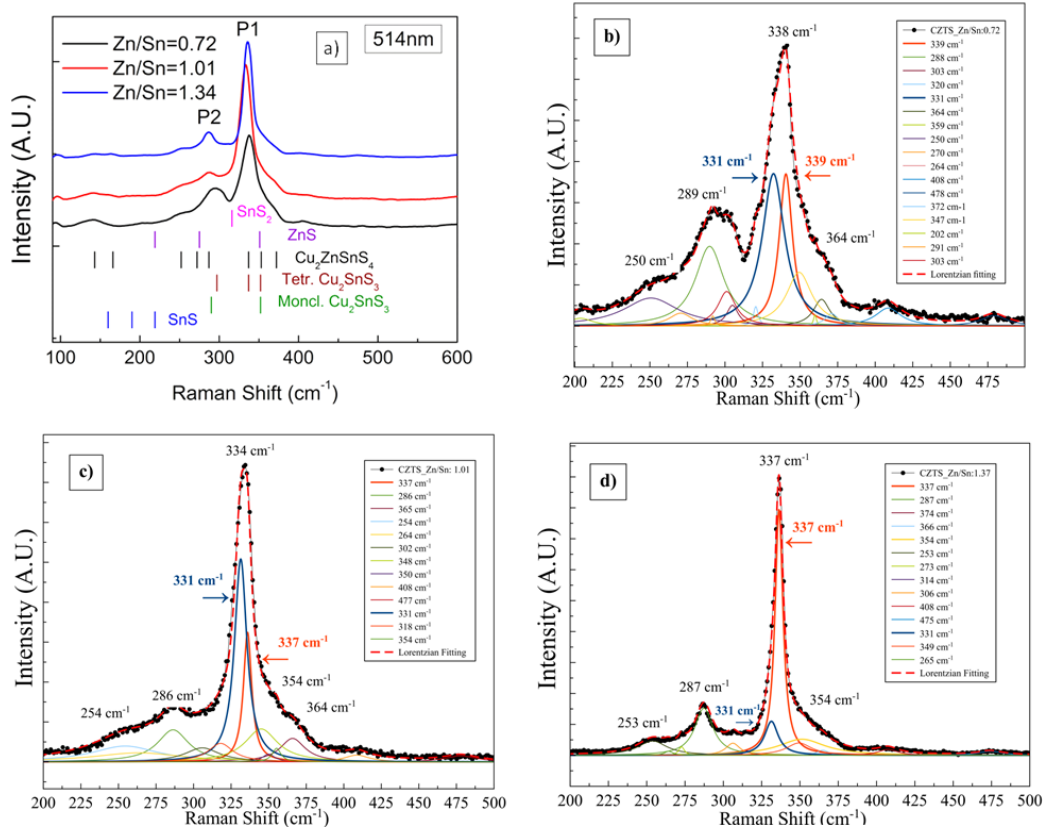 a)
514nm
Zn/Sn=0.72
Zn/Sn=1.01
Zn/Sn=1.34
P1
P2
SnS2
ZnS
Cu2ZnSnS4
Tetr. Cu2SnS3
Moncl. Cu2SnS3
SnS
Intensity (A.U.)
100 200 300 400 500 600
Raman Shift (cm-1)
b)
338 cm-1
331 cm-1
339 cm-1
289 cm-1
250 cm-1
364 cm-1
CZTS_Zn/Sn:0.72
339 cm-1
288 cm-1
303 cm-1
320 cm-1
331 cm-1
364 cm-1
359 cm-1
250 cm-1
270 cm-1
264 cm-1
408 cm-1
478 cm-1
372 cm-1
347 cm-1
202 cm-1
291 cm-1
303 cm-1
Lorentzian fitting
Intensity (A.U.)
200 225 250 275 300 325 350 375 400 425 450 475
Raman Shift (cm-1)
c)
334 cm-1
331 cm-1
337 cm-1
354 cm-1
364 cm-1
286 cm-1
254 cm-1
CZTS_Zn/Sn: 1.01
337 cm-1
286 cm-1
365 cm-1
254 cm-1
264 cm-1
302 cm-1
348 cm-1
350 cm-1
408 cm-1
477 cm-1
331 cm-1
318 cm-1
354 cm-1
Lorentzian Fitting
Intensity (A.U.)
200 225 250 275 300 325 350 375 400 425 450 475 500
Raman Shift (cm-1)
d)
337 cm-1
337 cm-1
287 cm-1
331 cm-1
354 cm-1
253 cm-1
CZTS_Zn/Sn:1.37
337 cm-1
287 cm-1
374 cm-1
366 cm-1
354 cm-1
253 cm-1
273 cm-1
314 cm-1
306 cm-1
408 cm-1
475 cm-1
331 cm-1
349 cm-1
265 cm-1
Lorentzian Fitting
Intensity (A.U.)
200 225 250 275 300 325 350 375 400 425 450 475 500
Raman Shift (cm-1)